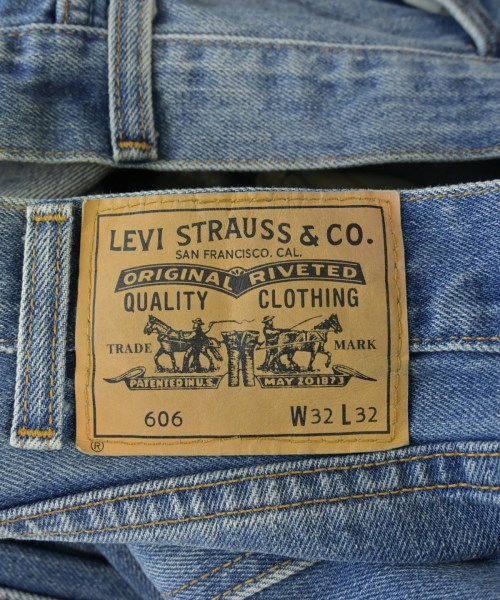 LEVI STRAUSS & CO.
SAN FRANCISCO. CAL.
ORIGINAL RIVETED
QUALITY CLOTHING
TRADE MARK
PATENTED IN U.S. MAY 20 1873
606 W32 L32
®